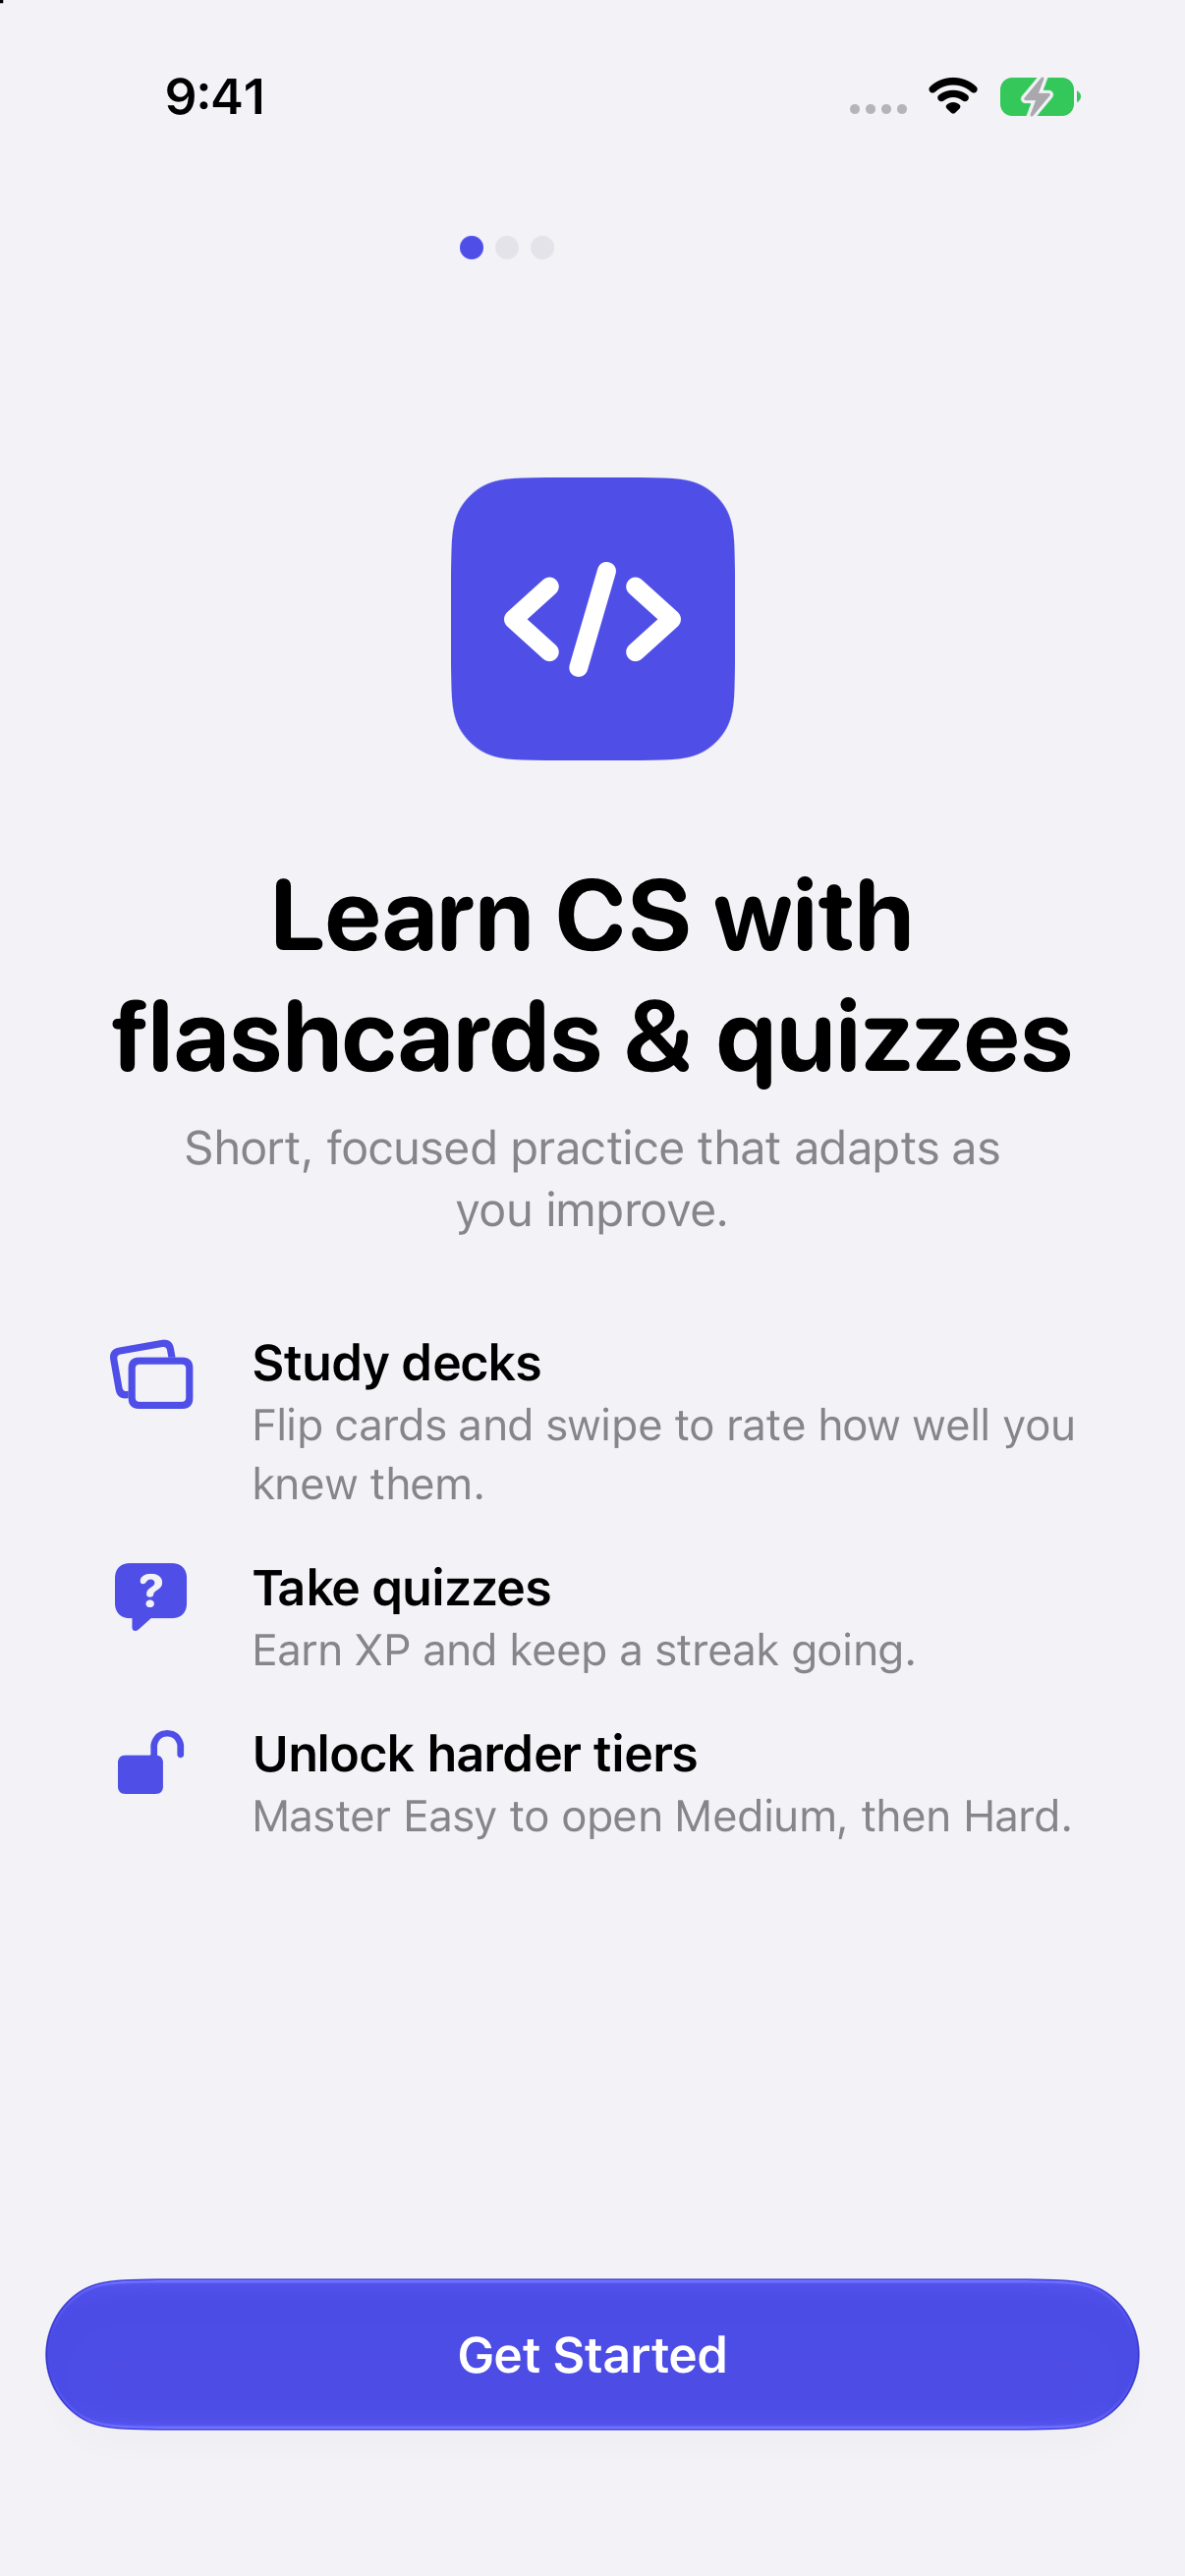 9:41
</>
Learn CS with
flashcards & quizzes
Short, focused practice that adapts as
you improve.
Study decks
Flip cards and swipe to rate how well you
knew them.
?
Take quizzes
Earn XP and keep a streak going.
Unlock harder tiers
Master Easy to open Medium, then Hard.
Get Started